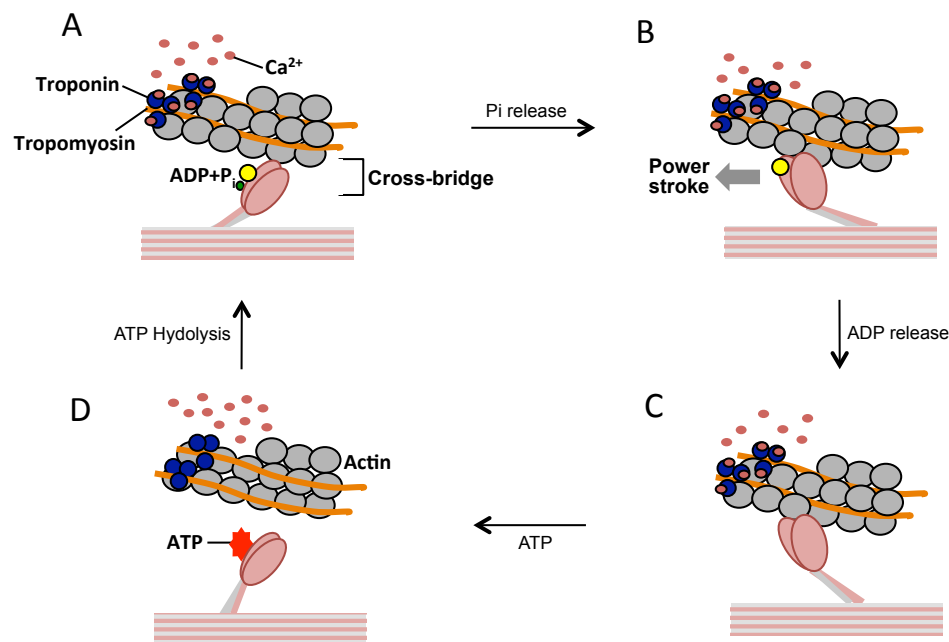 A
Ca2+
Troponin
Tropomyosin
ADP+Pi
Cross-bridge
Pi release
B
Power
stroke
ATP Hydolysis
ADP release
D
Actin
ATP
ATP
C